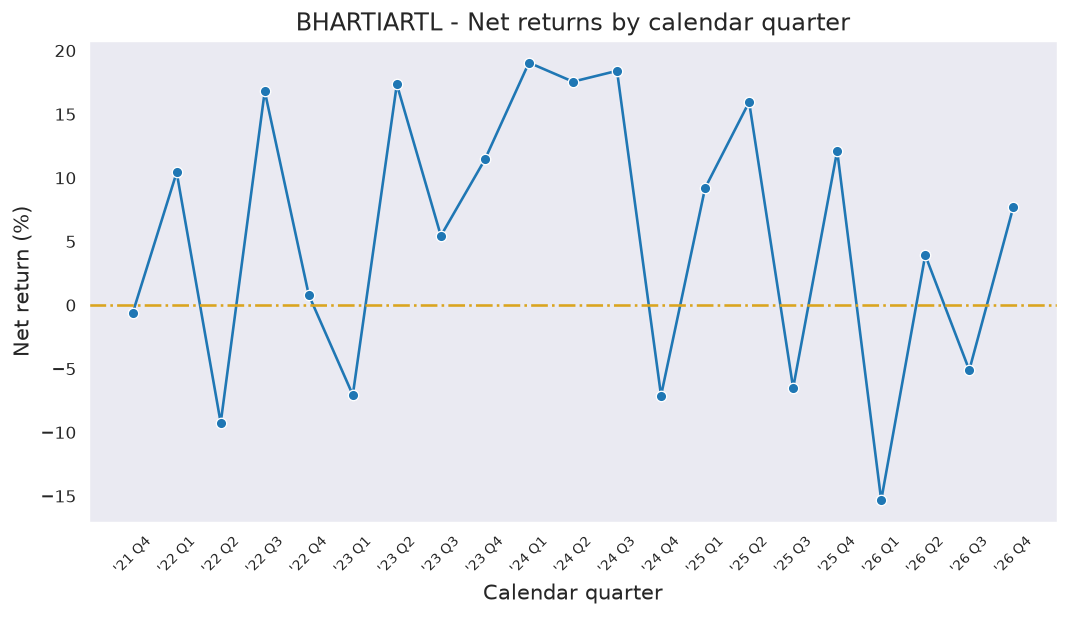 BHARTIARTL - Net returns by calendar quarter
Net return (%)
20
15
10
5
0
−5
−10
−15
'21 Q4
'22 Q1
'22 Q2
'22 Q3
'22 Q4
'23 Q1
'23 Q2
'23 Q3
'23 Q4
'24 Q1
'24 Q2
'24 Q3
'24 Q4
'25 Q1
'25 Q2
'25 Q3
'25 Q4
'26 Q1
'26 Q2
'26 Q3
'26 Q4
Calendar quarter